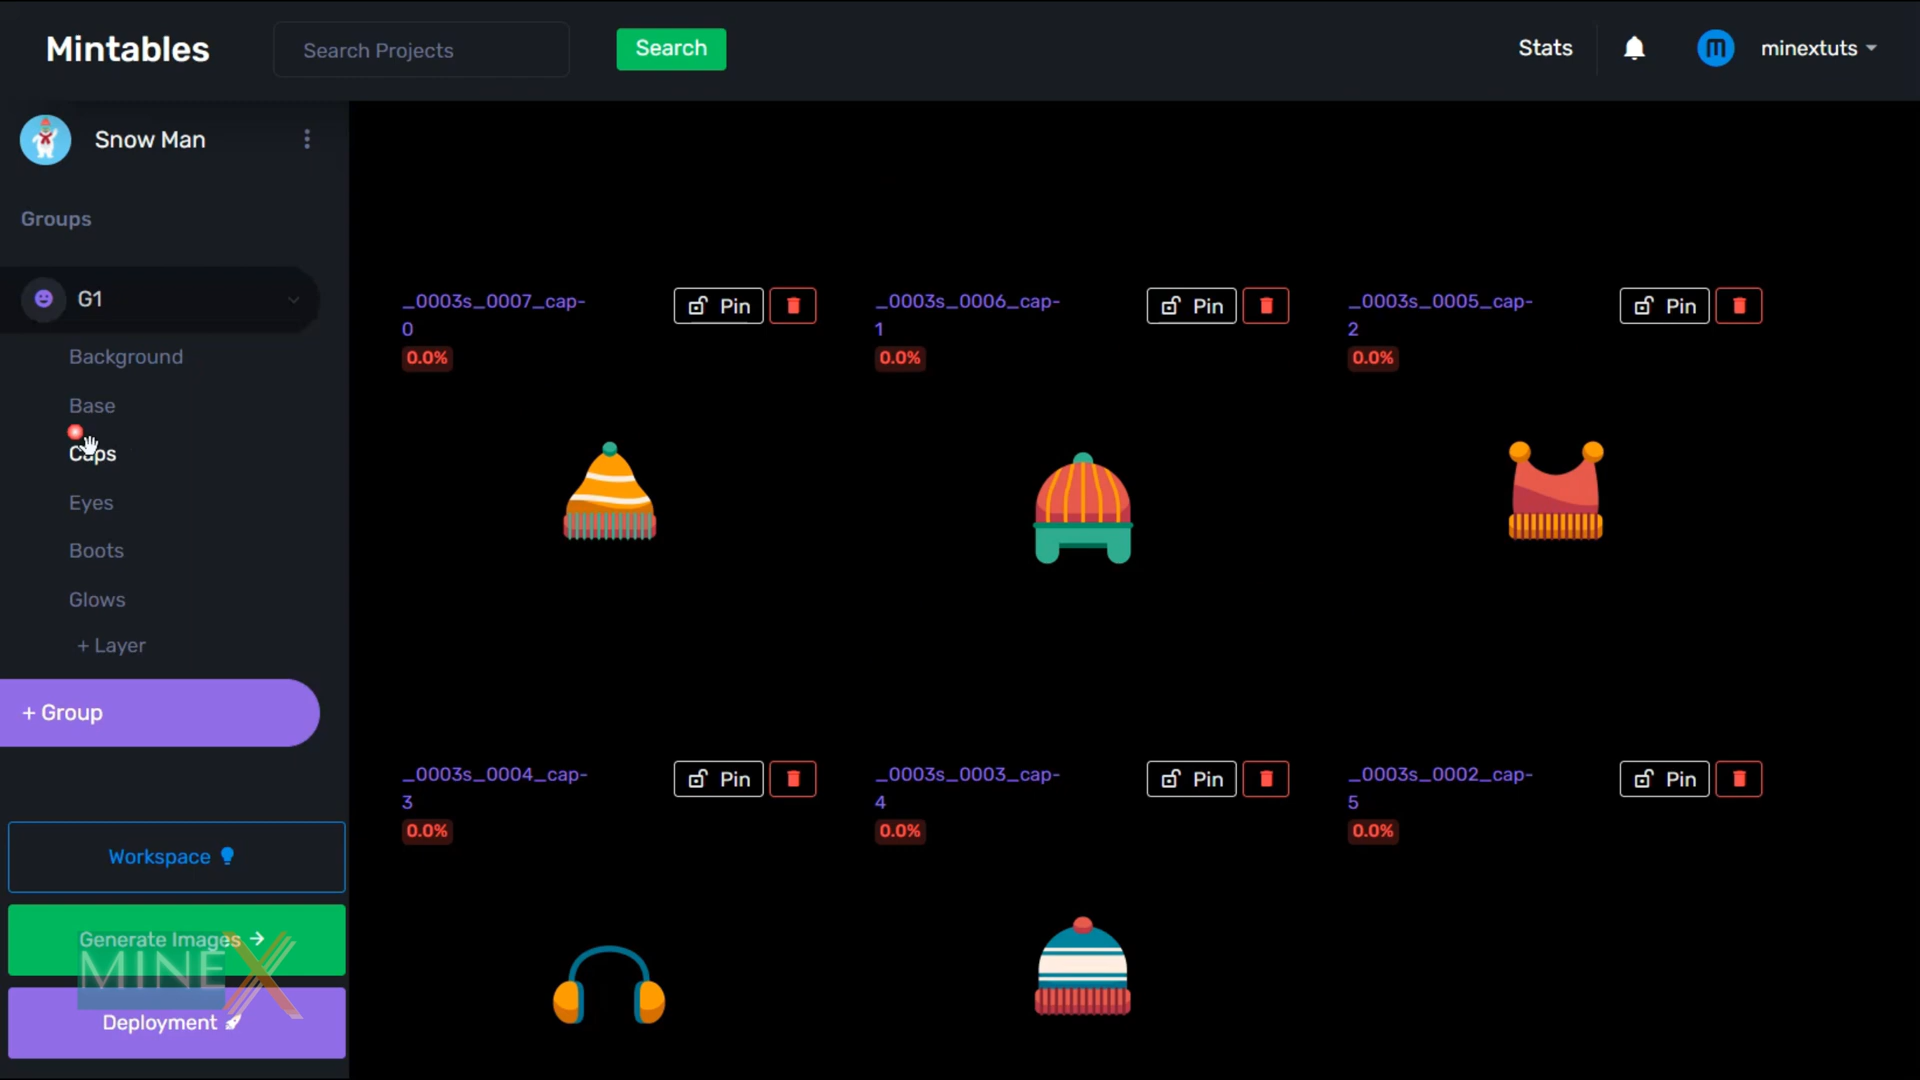 Mintables
Search Projects
Search
Stats
minextuts
Snow Man
Groups
G1
Background
Base
Caps
Eyes
Boots
Glows
+ Layer
+ Group
Workspace
Generate Images →
MINEX
Deployment
_0003s_0007_cap-
0
0.0%
Pin
_0003s_0006_cap-
1
0.0%
Pin
_0003s_0005_cap-
2
0.0%
Pin
_0003s_0004_cap-
3
0.0%
Pin
_0003s_0003_cap-
4
0.0%
Pin
_0003s_0002_cap-
5
0.0%
Pin